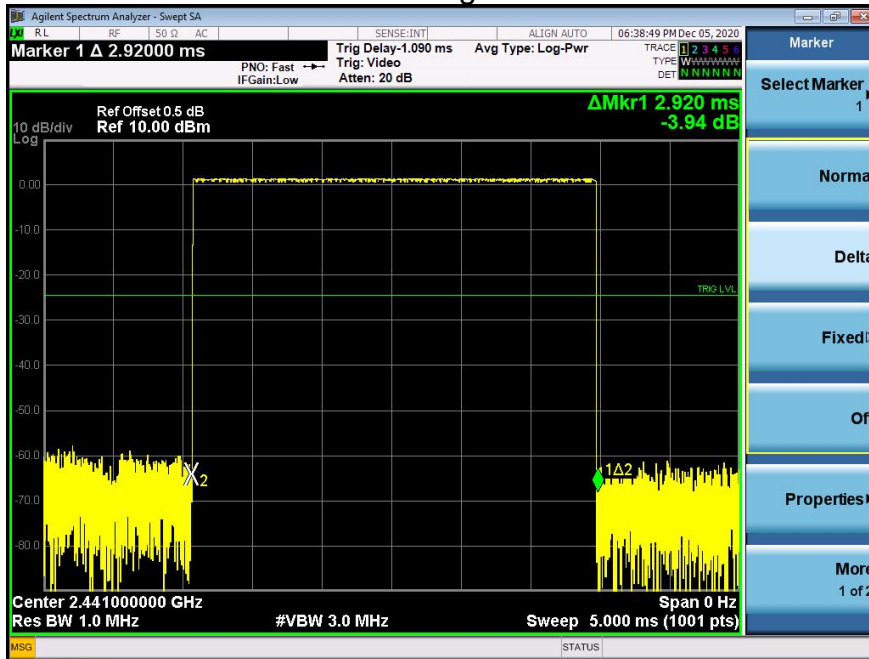 Agilent Spectrum Analyzer - Swept SA
LXI RL RF 50 Ω AC SENSE:INT ALIGN AUTO 06:38:49 PM Dec 05, 2020
Marker 1 Δ 2.92000 ms
PNO: Fast
IFGain:Low
Trig Delay-1.090 ms
Trig: Video
Atten: 20 dB
Avg Type: Log-Pwr
TRACE 1 2 3 4 5 6
TYPE WWWWWW
DET N N N N N N
Marker
Select Marker
1
Norma
Delta
Fixed
Of
Properties
More
1 of 2
ΔMkr1 2.920 ms
-3.94 dB
Ref Offset 0.5 dB
10 dB/div Ref 10.00 dBm
Log
0.00
-10.0
-20.0
TRIG LVL
-30.0
-40.0
-50.0
-60.0
2
1Δ2
-70.0
-80.0
Center 2.441000000 GHz Span 0 Hz
Res BW 1.0 MHz #VBW 3.0 MHz Sweep 5.000 ms (1001 pts)
MSG STATUS